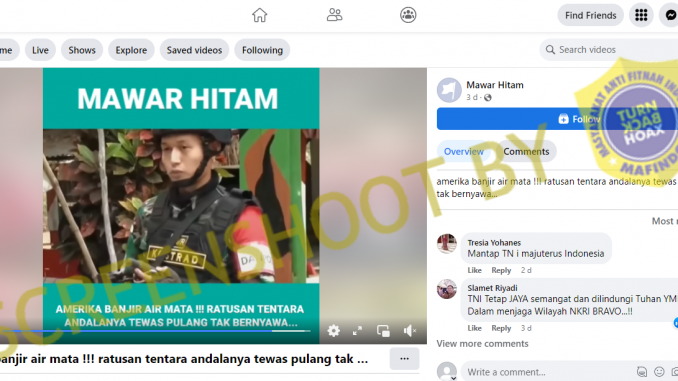 Find Friends
me
Live
Shows
Explore
Saved videos
Following
Search videos
MAWAR HITAM
KOSTRAD
DA
AMERIKA BANJIR AIR MATA !!! RATUSAN TENTARA
ANDALANYA TEWAS PULANG TAK BERNYAWA...
SCREENSHOOT BY
banjir air mata !!! ratusan tentara andalanya tewas pulang tak ...
Mawar Hitam
3 d
Follow
TURN
BACK
HOAX
MAFINDO
Overview
Comments
amerika banjir air mata !!! ratusan tentara andalanya tewas
tak bernyawa...
Most r
Tresia Yohanes
Mantap TN i majuterus Indonesia
Like Reply 2 d
Slamet Riyadi
TNI Tetap JAYA semangat dan dilindungi Tuhan YM
Dalam menjaga Wilayah NKRI BRAVO...!!
Like Reply 3 d
View more comments
Write a comment...